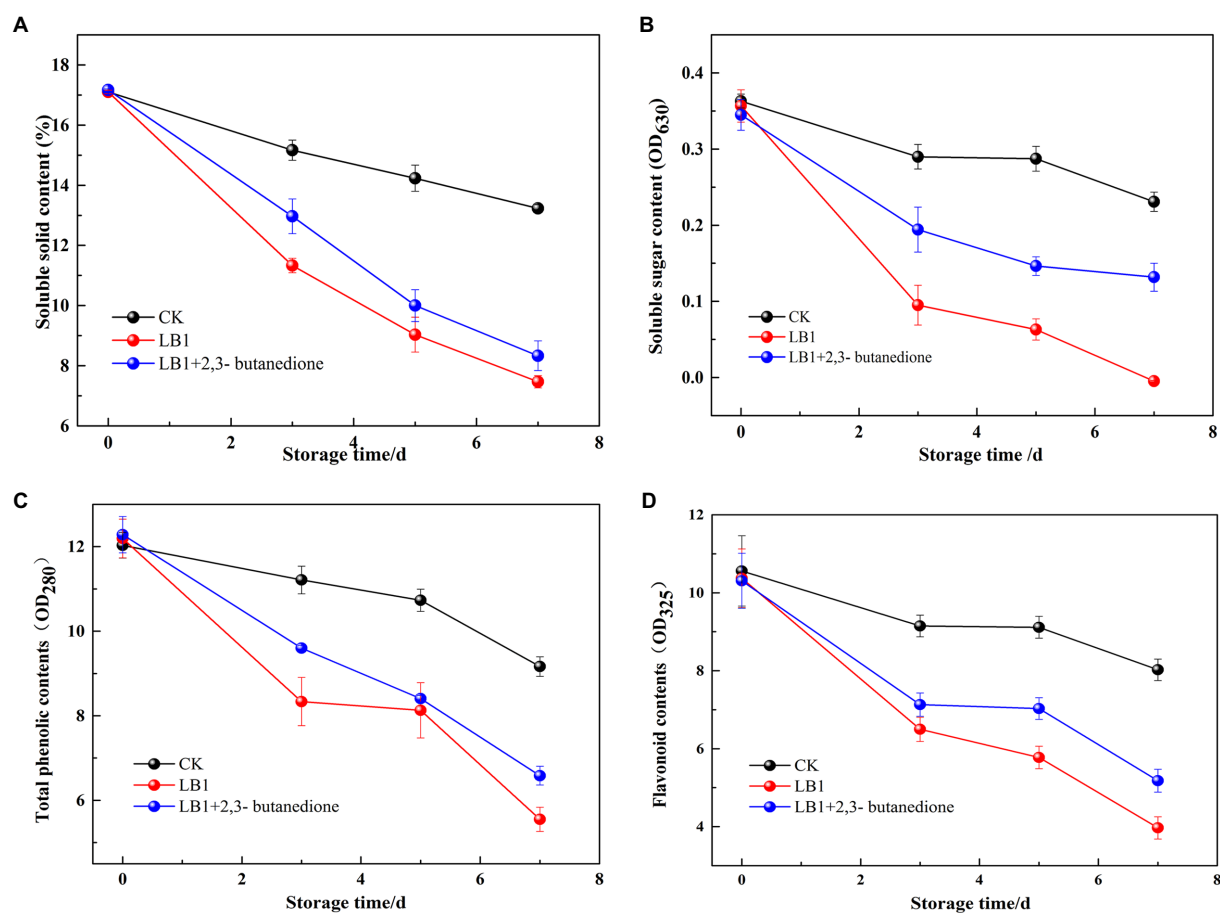 A
Soluble solid content (%)
18
16
14
12
10
8
6
CK
LB1
LB1+2,3- butanedione
0
2
4
6
8
Storage time/d
B
Soluble sugar content (OD630)
0.4
0.3
0.2
0.1
0.0
CK
LB1
LB1+2,3- butanedione
0
2
4
6
8
Storage time /d
C
Total phenolic contents（OD280)
12
10
8
6
CK
LB1
LB1+2,3- butanedione
0
2
4
6
8
Storage time/d
D
Flavonoid contents（OD325)
12
10
8
6
4
CK
LB1
LB1+2,3- butanedione
0
2
4
6
8
Storage time/d